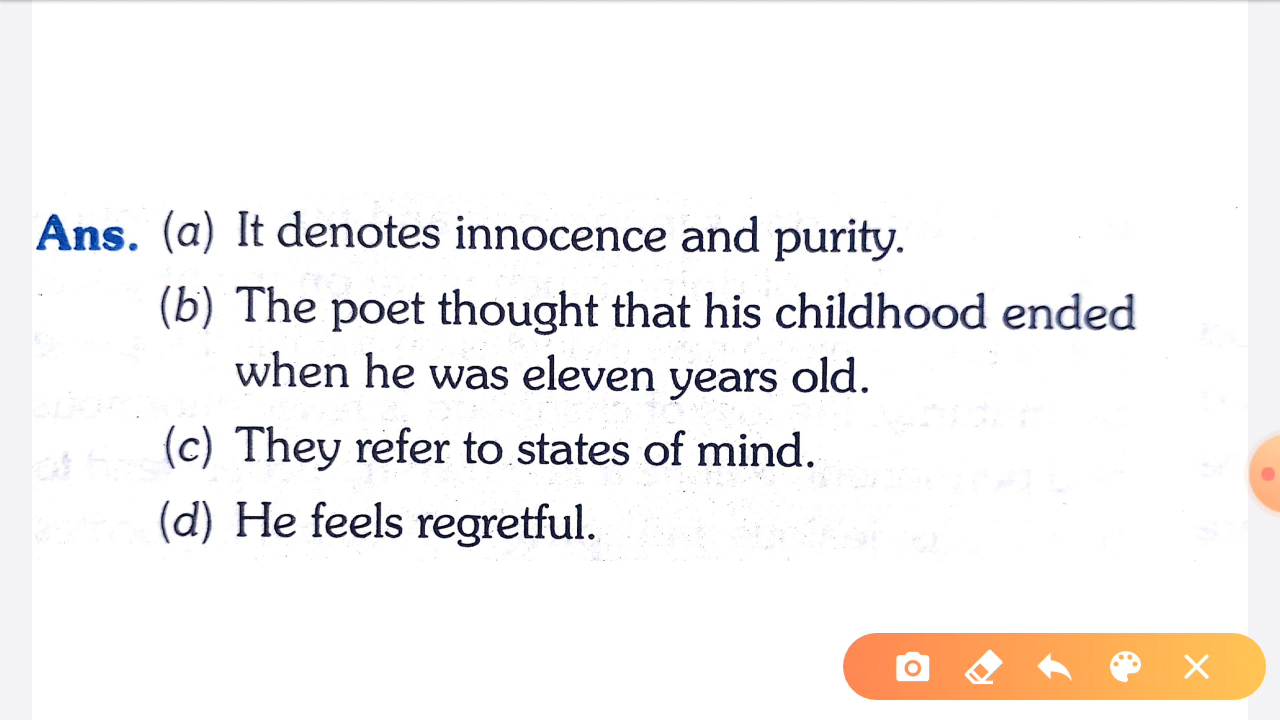 Ans. (a) It denotes innocence and purity.
(b) The poet thought that his childhood ended
when he was eleven years old.
(c) They refer to states of mind.
(d) He feels regretful.